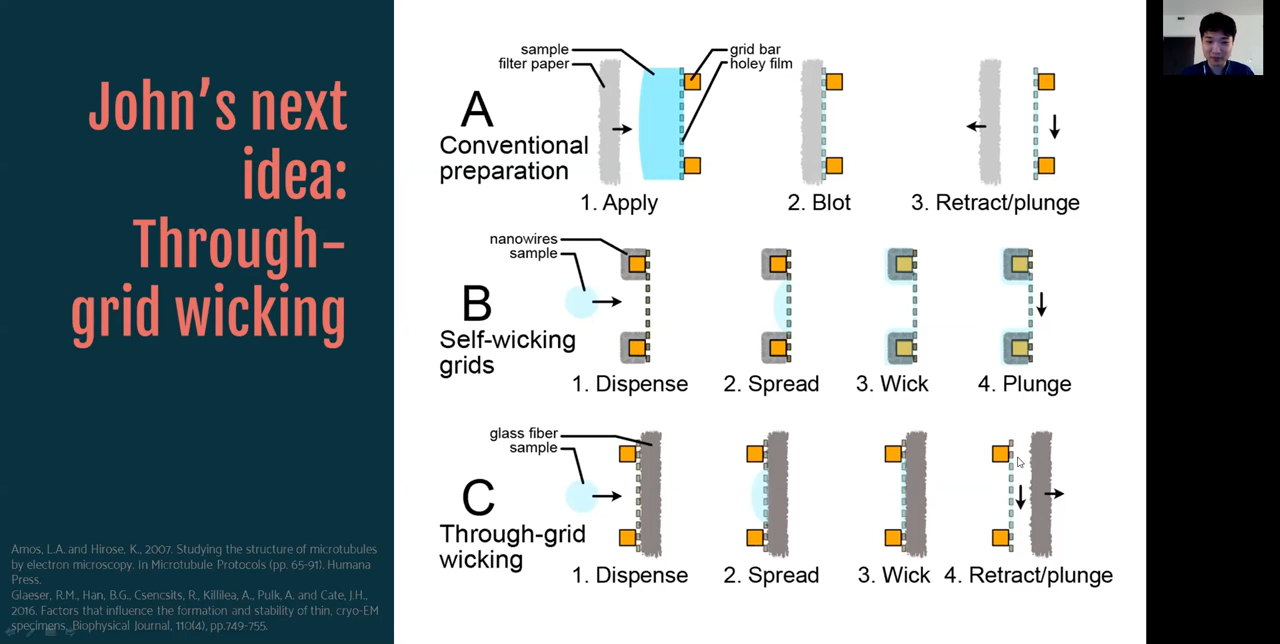 John's next
idea:
Through-
grid wicking
Amos, L.A. and Hirose, K., 2007. Studying the structure of microtubules
by electron microscopy. In Microtubule Protocols (pp. 65-91). Humana
Press.
Glaeser, R.M., Han, B.G., Csencsits, R., Killilea, A., Pulk, A. and Cate, J.H.,
2016. Factors that influence the formation and stability of thin, cryo-EM
specimens. Biophysical Journal, 110(4), pp.749-755.
sample
filter paper
grid bar
holey film
A
Conventional
preparation
1. Apply
2. Blot
3. Retract/plunge
nanowires
sample
B
Self-wicking
grids
1. Dispense
2. Spread
3. Wick
4. Plunge
glass fiber
sample
C
Through-grid
wicking
1. Dispense
2. Spread
3. Wick
4. Retract/plunge